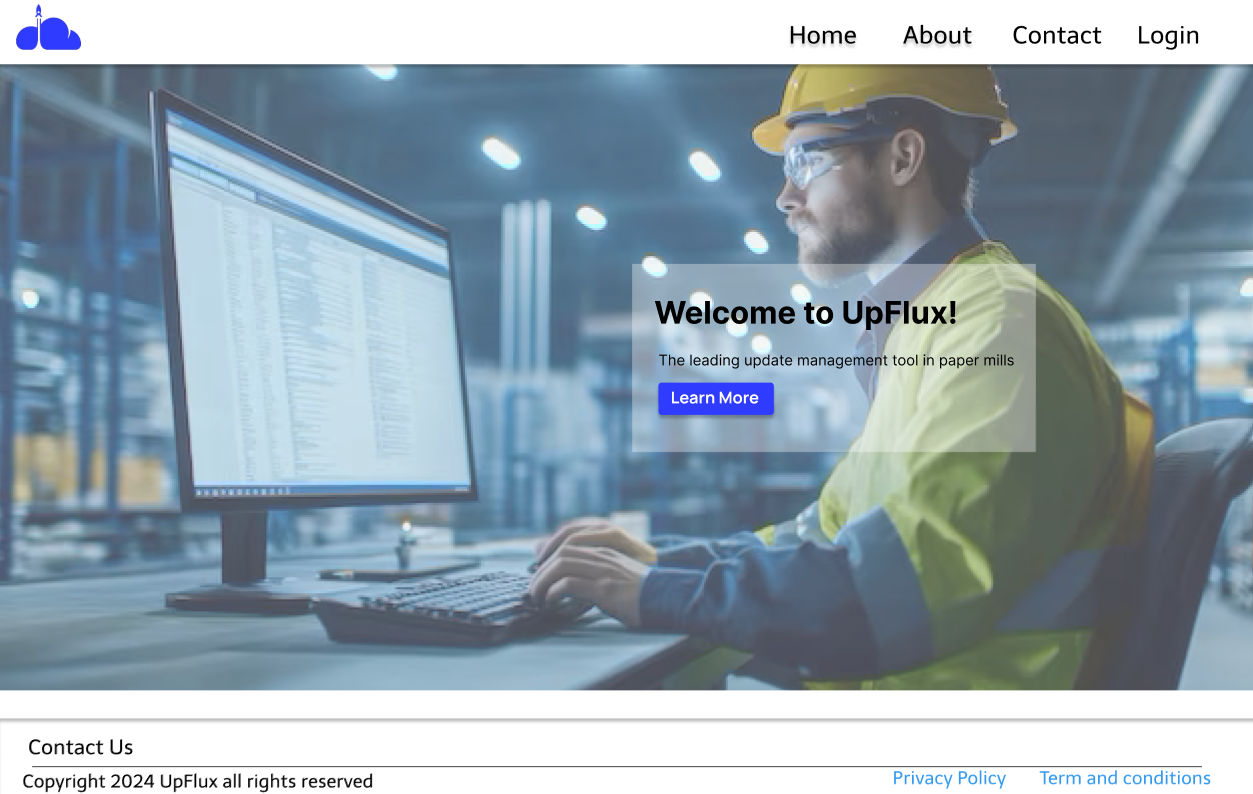 Home About Contact Login
Welcome to UpFlux!
The leading update management tool in paper mills
Learn More
Contact Us
Copyright 2024 UpFlux all rights reserved
Privacy Policy Term and conditions